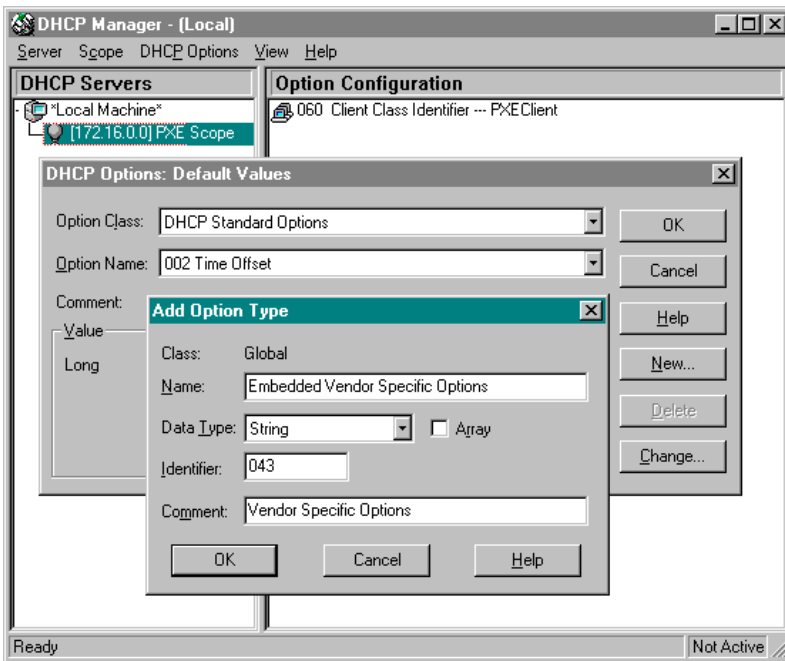 DHCP Manager - (Local)
Server Scope DHCP Options View Help
DHCP Servers
Option Configuration
*Local Machine*
[172.16.0.0] PXE Scope
060 Client Class Identifier --- PXEClient
DHCP Options: Default Values
Option Class: DHCP Standard Options
OK
Option Name: 002 Time Offset
Cancel
Comment:
Help
Value
Long
New...
Delete
Change...
Add Option Type
Class: Global
Name: Embedded Vendor Specific Options
Data Type: String Array
Identifier: 043
Comment: Vendor Specific Options
OK Cancel Help
Ready
Not Active